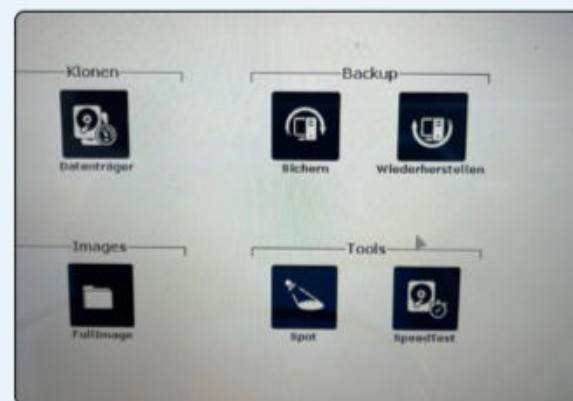 Klonen
Backup
Datenträger
Sichern
Wiederherstellen
Images
Tools
FullImage
Spot
SpeedTest